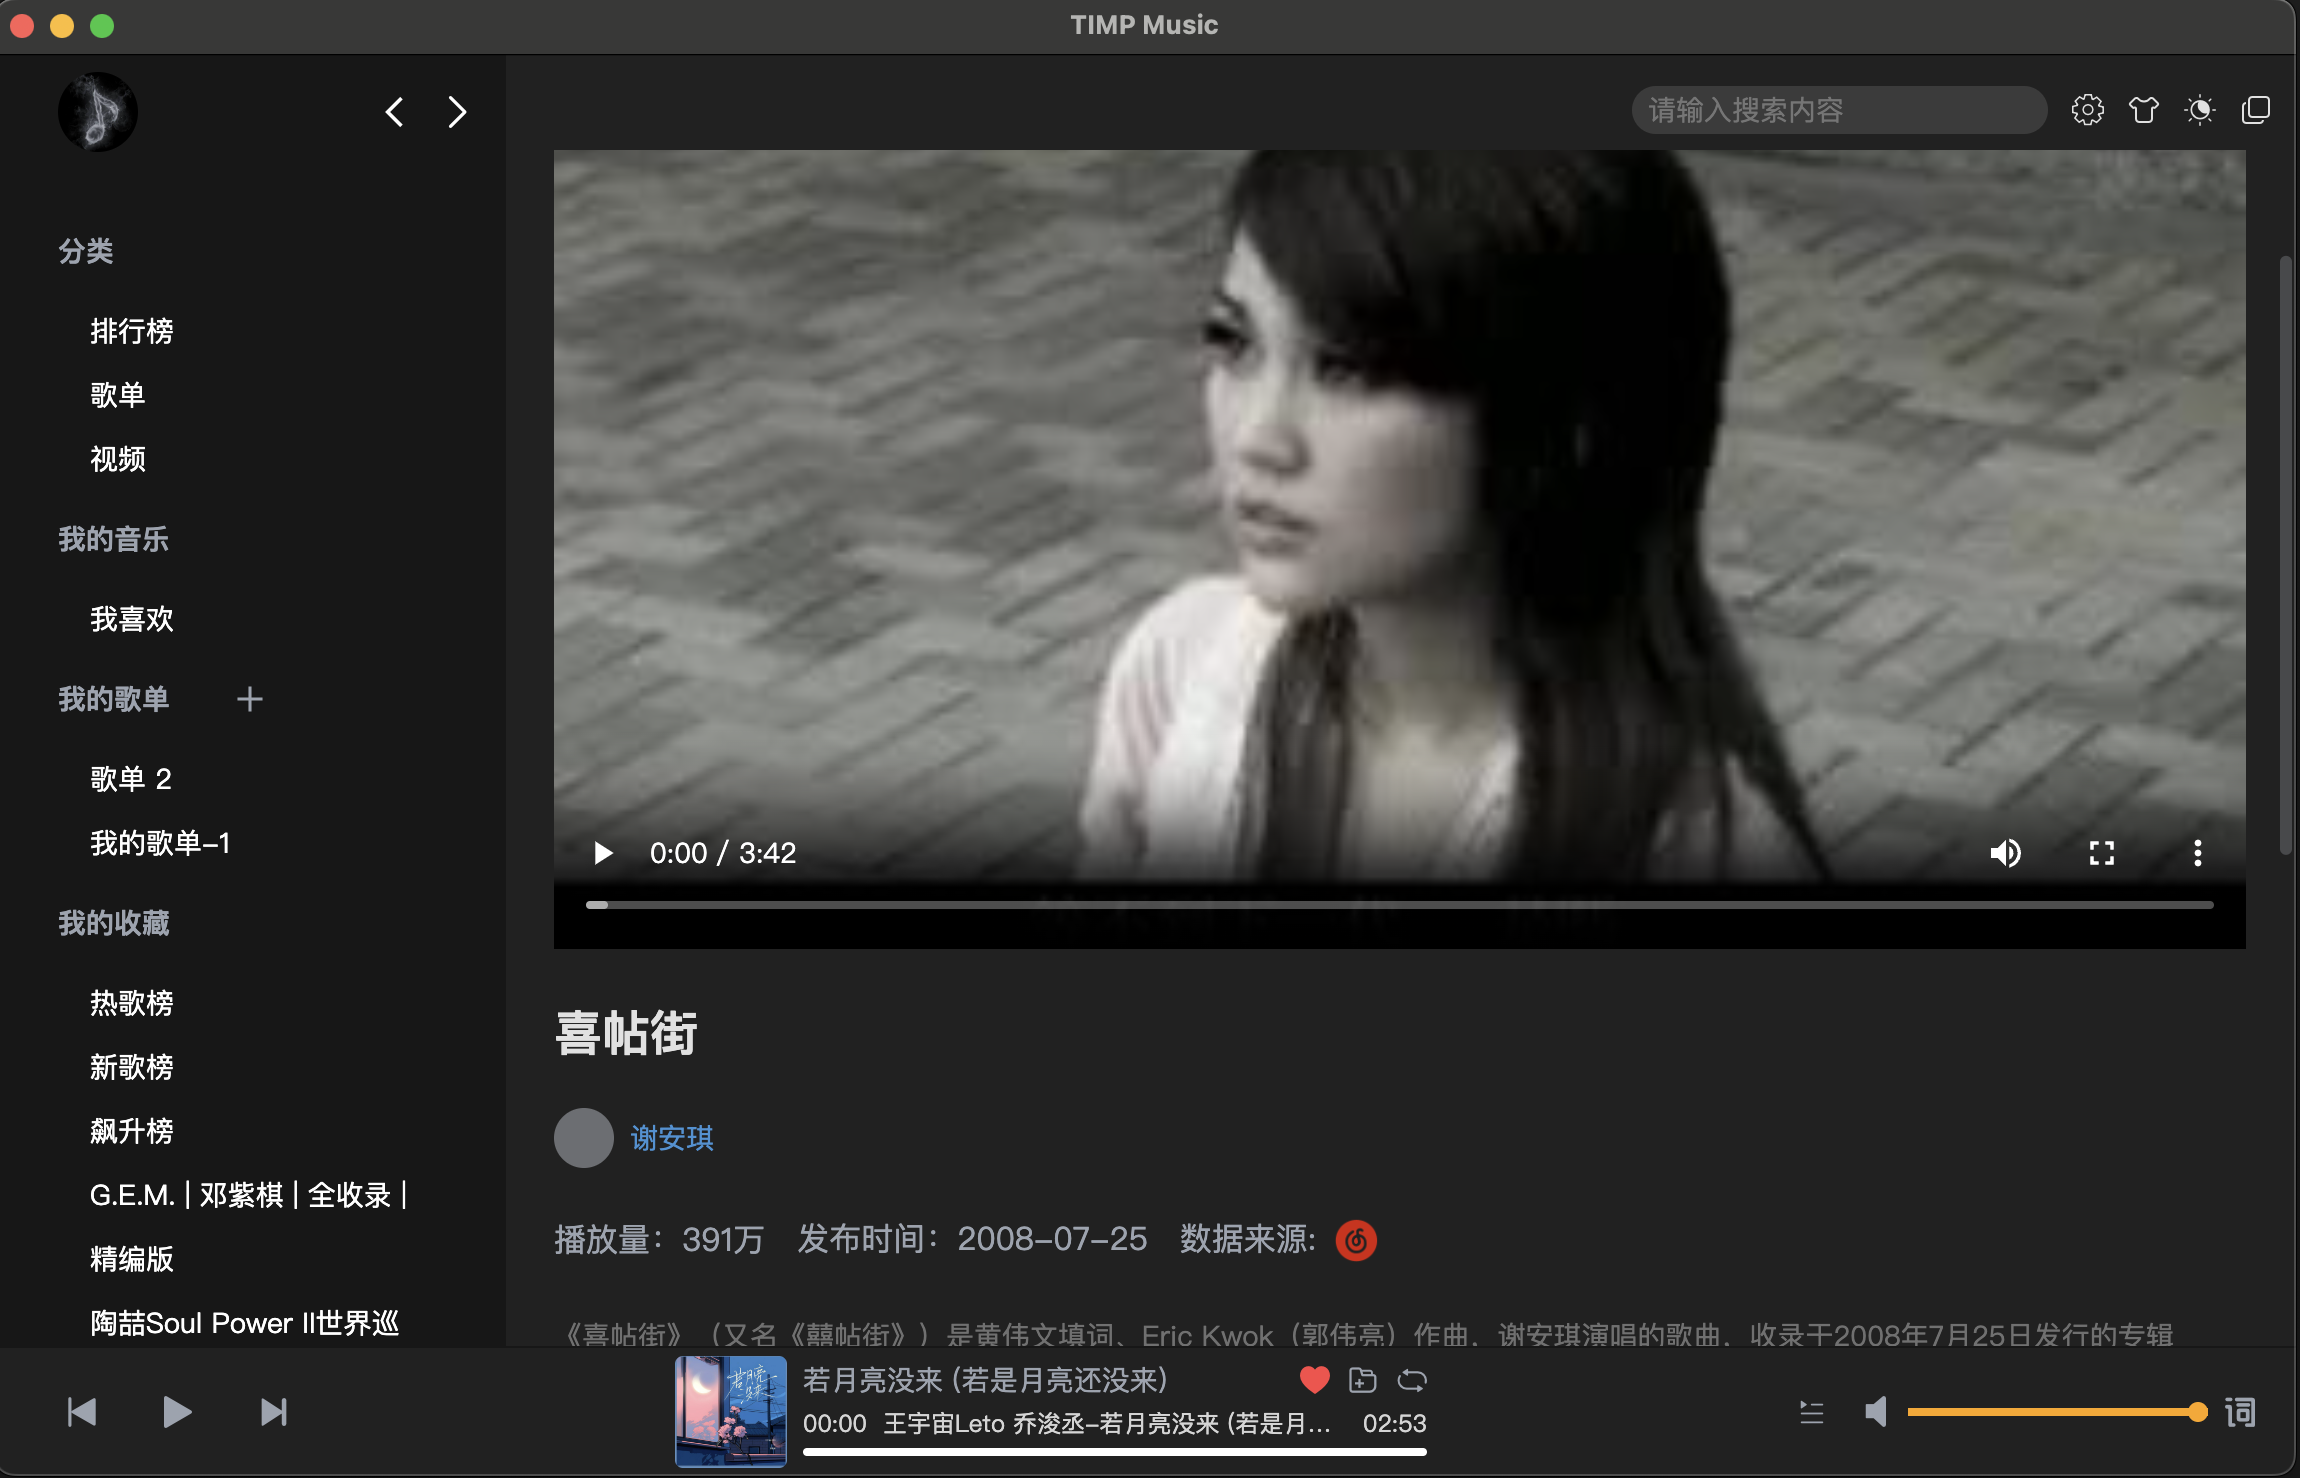 TIMP Music
请输入搜索内容
分类
排行榜
歌单
视频
我的音乐
我喜欢
我的歌单
歌单 2
我的歌单-1
我的收藏
热歌榜
新歌榜
飙升榜
G.E.M. | 邓紫棋 | 全收录 |
精编版
陶喆Soul Power II世界巡
0:00 / 3:42
喜帖街
谢安琪
播放量：391万 发布时间：2008-07-25 数据来源:
《喜帖街》（又名《囍帖街》）是黄伟文填词、Eric Kwok（郭伟亮）作曲，谢安琪演唱的歌曲，收录于2008年7月25日发行的专辑
若月亮没来 (若是月亮还没来)
00:00 王宇宙Leto 乔浚丞-若月亮没来 (若是月... 02:53
词